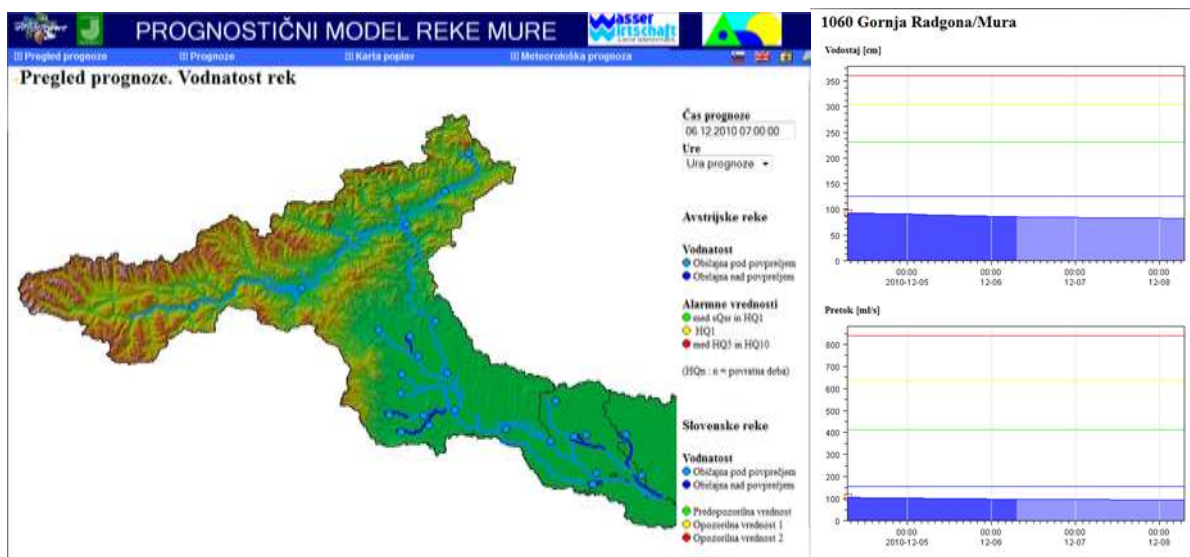 PROGNOSTIČNI MODEL REKE MURE
Wasser
Wirtschaft
Pregled prognoze
Prognoze
Karta poplav
Meteorološka prognoza
Pregled prognoze. Vodnatost rek
Čas prognoze
06.12.2010 07:00:00
Ure
Ura prognoze
Avstrijske reke
Vodnatost
Običajna pod povprečjem
Običajna nad povprečjem
Alarmne vrednosti
med sQnr in HQ1
HQ1
med HQ5 in HQ10
(HQn : n = povratna doba)
Slovenske reke
Vodnatost
Običajna pod povprečjem
Običajna nad povprečjem
Predopozorilna vrednost
Opozorilna vrednost 1
Opozorilna vrednost 2
1060 Gornja Radgona/Mura
Vodostaj [cm]
350
300
250
200
150
100
50
0
00:00 00:00 00:00 00:00
2010-12-05 12-06 12-07 12-08
Pretok [m³/s]
800
700
600
500
400
300
200
100
0
00:00 00:00 00:00 00:00
2010-12-05 12-06 12-07 12-08